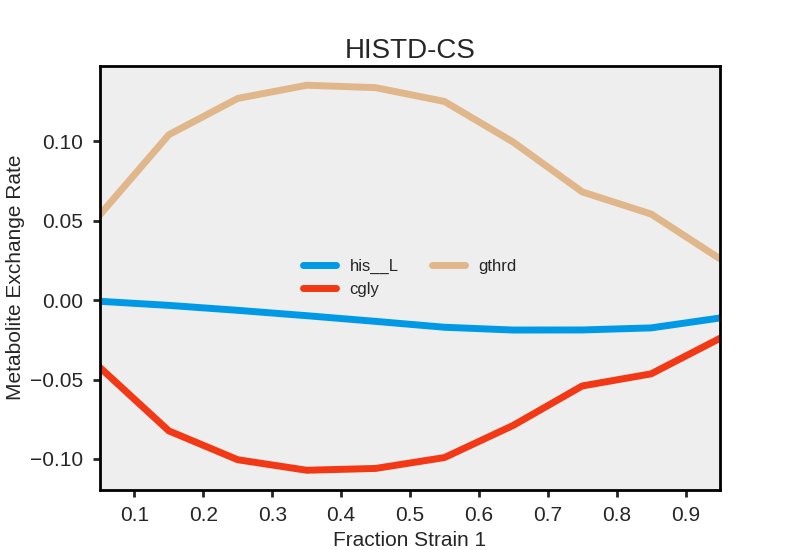 HISTD-CS
Metabolite Exchange Rate
0.10
0.05
0.00
−0.05
−0.10
his__L
gthrd
cgly
0.1 0.2 0.3 0.4 0.5 0.6 0.7 0.8 0.9
Fraction Strain 1